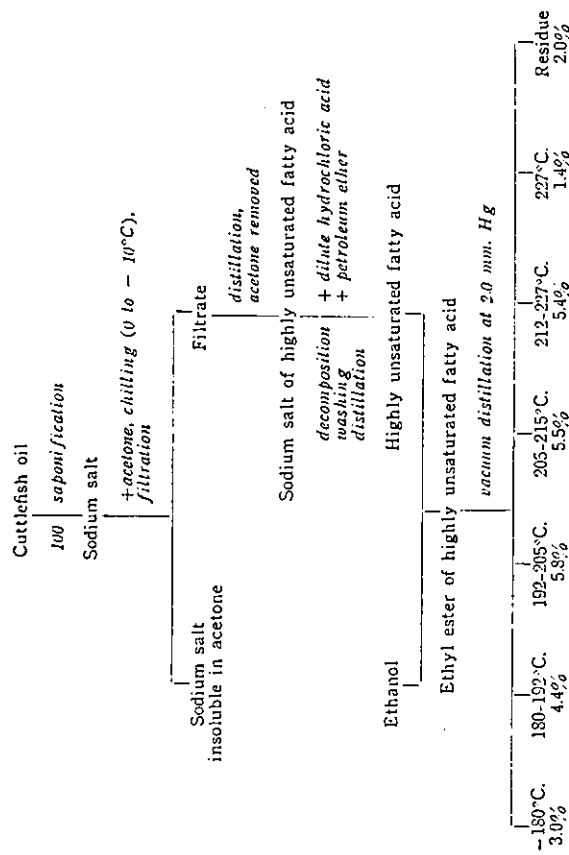 Cuttlefish oil
100 saponification
Sodium salt
+acetone, chilling (0 to − 10°C),
filtration
Sodium salt
insoluble in acetone
Filtrate
distillation,
acetone removed
Sodium salt of highly unsaturated fatty acid
decomposition
washing
distillation
+ dilute hydrochloric acid
+ petroleum ether
Ethanol
Highly unsaturated fatty acid
Ethyl ester of highly unsaturated fatty acid
vacuum distillation at 2.0 mm. Hg
−180°C.
3.0%
180-192°C.
4.4%
192-205°C.
5.8%
205-215°C.
5.5%
212-227°C.
5.4%
227°C.
1.4%
Residue
2.0%